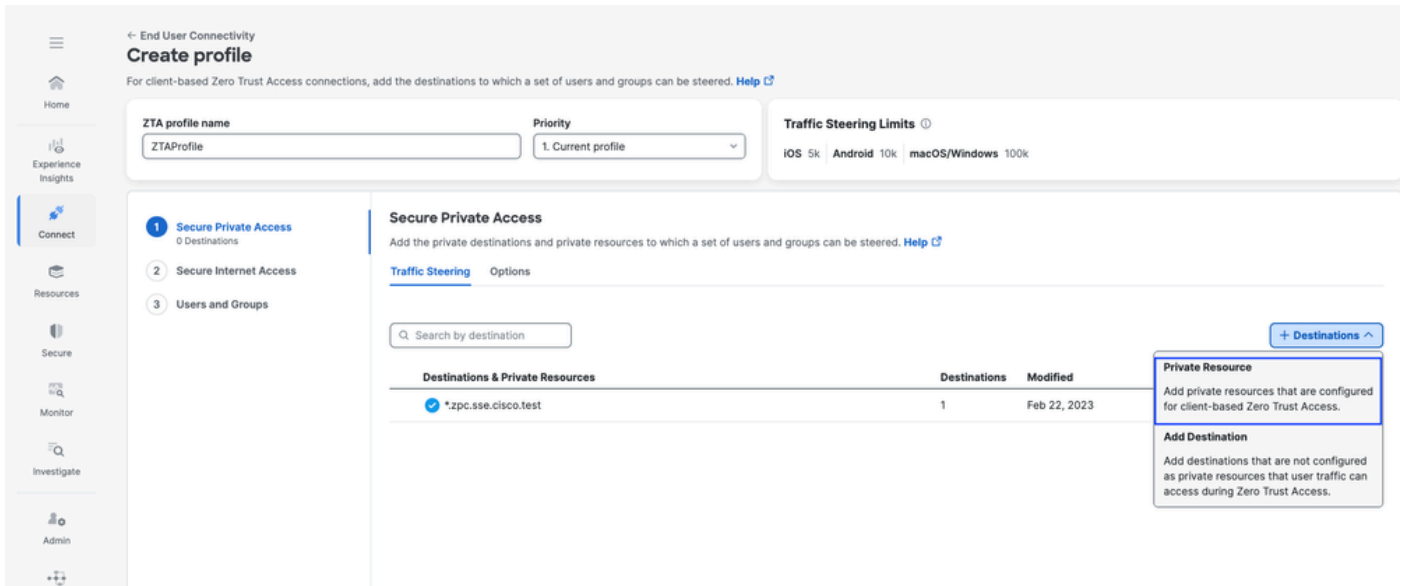 ← End User Connectivity
Create profile
For client-based Zero Trust Access connections, add the destinations to which a set of users and groups can be steered. Help
Home
Experience
Insights
Connect
Resources
Secure
Monitor
Investigate
Admin
ZTA profile name
ZTAProfile
Priority
1. Current profile
Traffic Steering Limits
iOS 5k Android 10k macOS/Windows 100k
1 Secure Private Access
0 Destinations
2 Secure Internet Access
3 Users and Groups
Secure Private Access
Add the private destinations and private resources to which a set of users and groups can be steered. Help
Traffic Steering Options
Search by destination
+ Destinations
Destinations & Private Resources Destinations Modified
*.zpc.sse.cisco.test 1 Feb 22, 2023
Private Resource
Add private resources that are configured
for client-based Zero Trust Access.
Add Destination
Add destinations that are not configured
as private resources that user traffic can
access during Zero Trust Access.